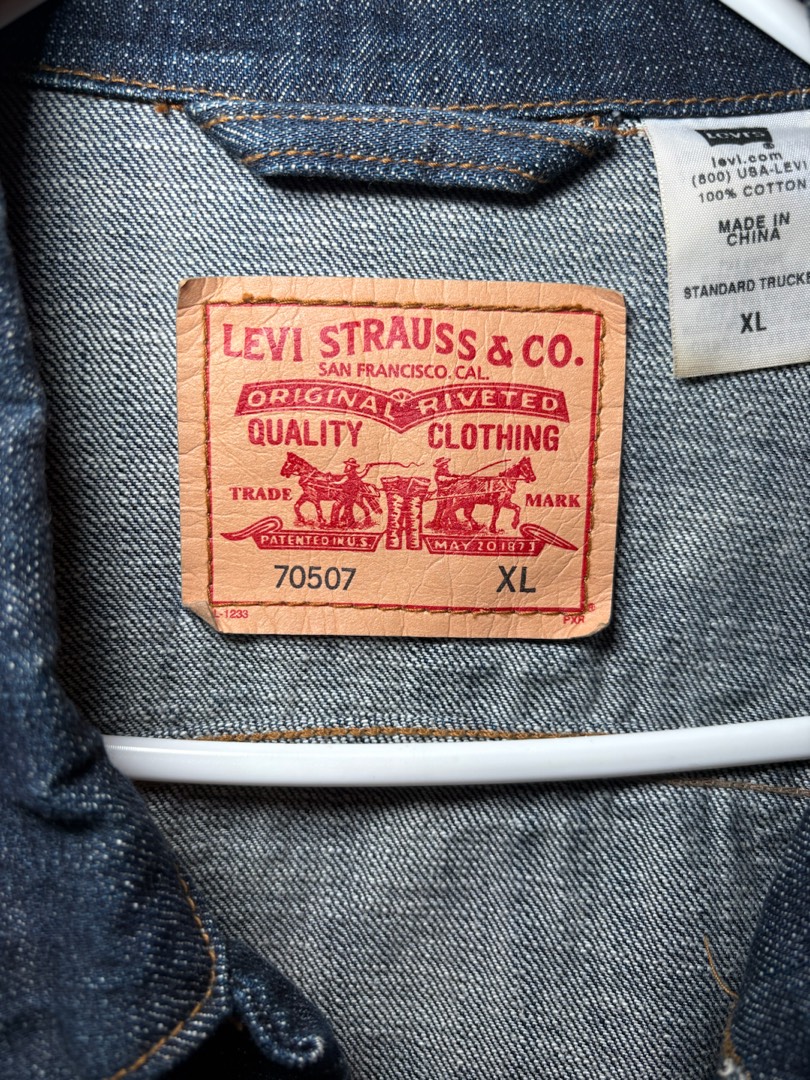 LEVI STRAUSS & CO.
SAN FRANCISCO. CAL.
ORIGINAL RIVETED
QUALITY CLOTHING
TRADE MARK
PATENTED IN U.S. MAY 20 1873
70507 XL
L-1233 PXR
LEVI'S
®
levi.com
(800) USA-LEVI
100% COTTON
MADE IN
CHINA
STANDARD TRUCKE
XL